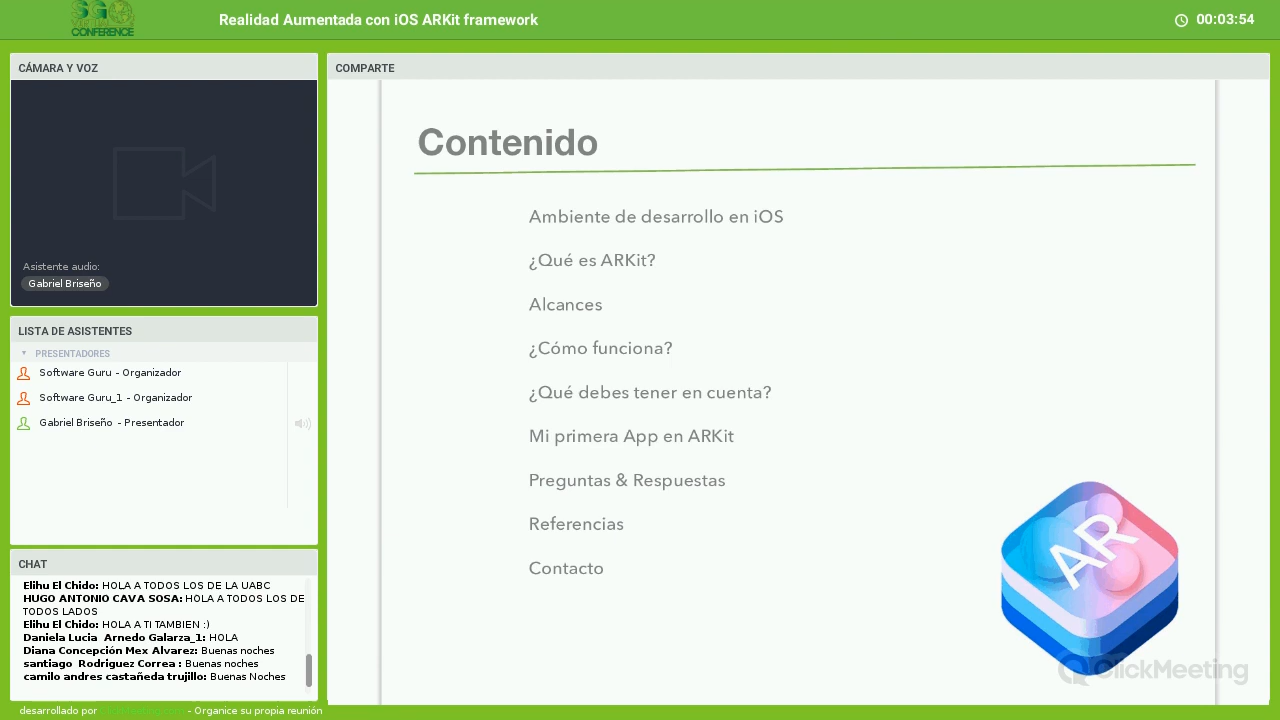 SG
CONFERENCE
Realidad Aumentada con iOS ARKit framework
00:03:54
CÁMARA Y VOZ
Asistente audio:
Gabriel Briseño
LISTA DE ASISTENTES
PRESENTADORES
Software Guru - Organizador
Software Guru_1 - Organizador
Gabriel Briseño - Presentador
CHAT
Elihu El Chido: HOLA A TODOS LOS DE LA UABC
HUGO ANTONIO CAVA SOSA: HOLA A TODOS LOS DE
TODOS LADOS
Elihu El Chido: HOLA A TI TAMBIEN :)
Daniela Lucia Arnedo Galarza_1: HOLA
Diana Concepción Mex Alvarez: Buenas noches
santiago Rodriguez Correa : Buenas noches
camilo andres castañeda trujillo: Buenas Noches
desarrollado por - Organice su propia reunión
COMPARTE
Contenido
Ambiente de desarrollo en iOS
¿Qué es ARKit?
Alcances
¿Cómo funciona?
¿Qué debes tener en cuenta?
Mi primera App en ARKit
Preguntas & Respuestas
Referencias
Contacto
AR
ClickMeeting